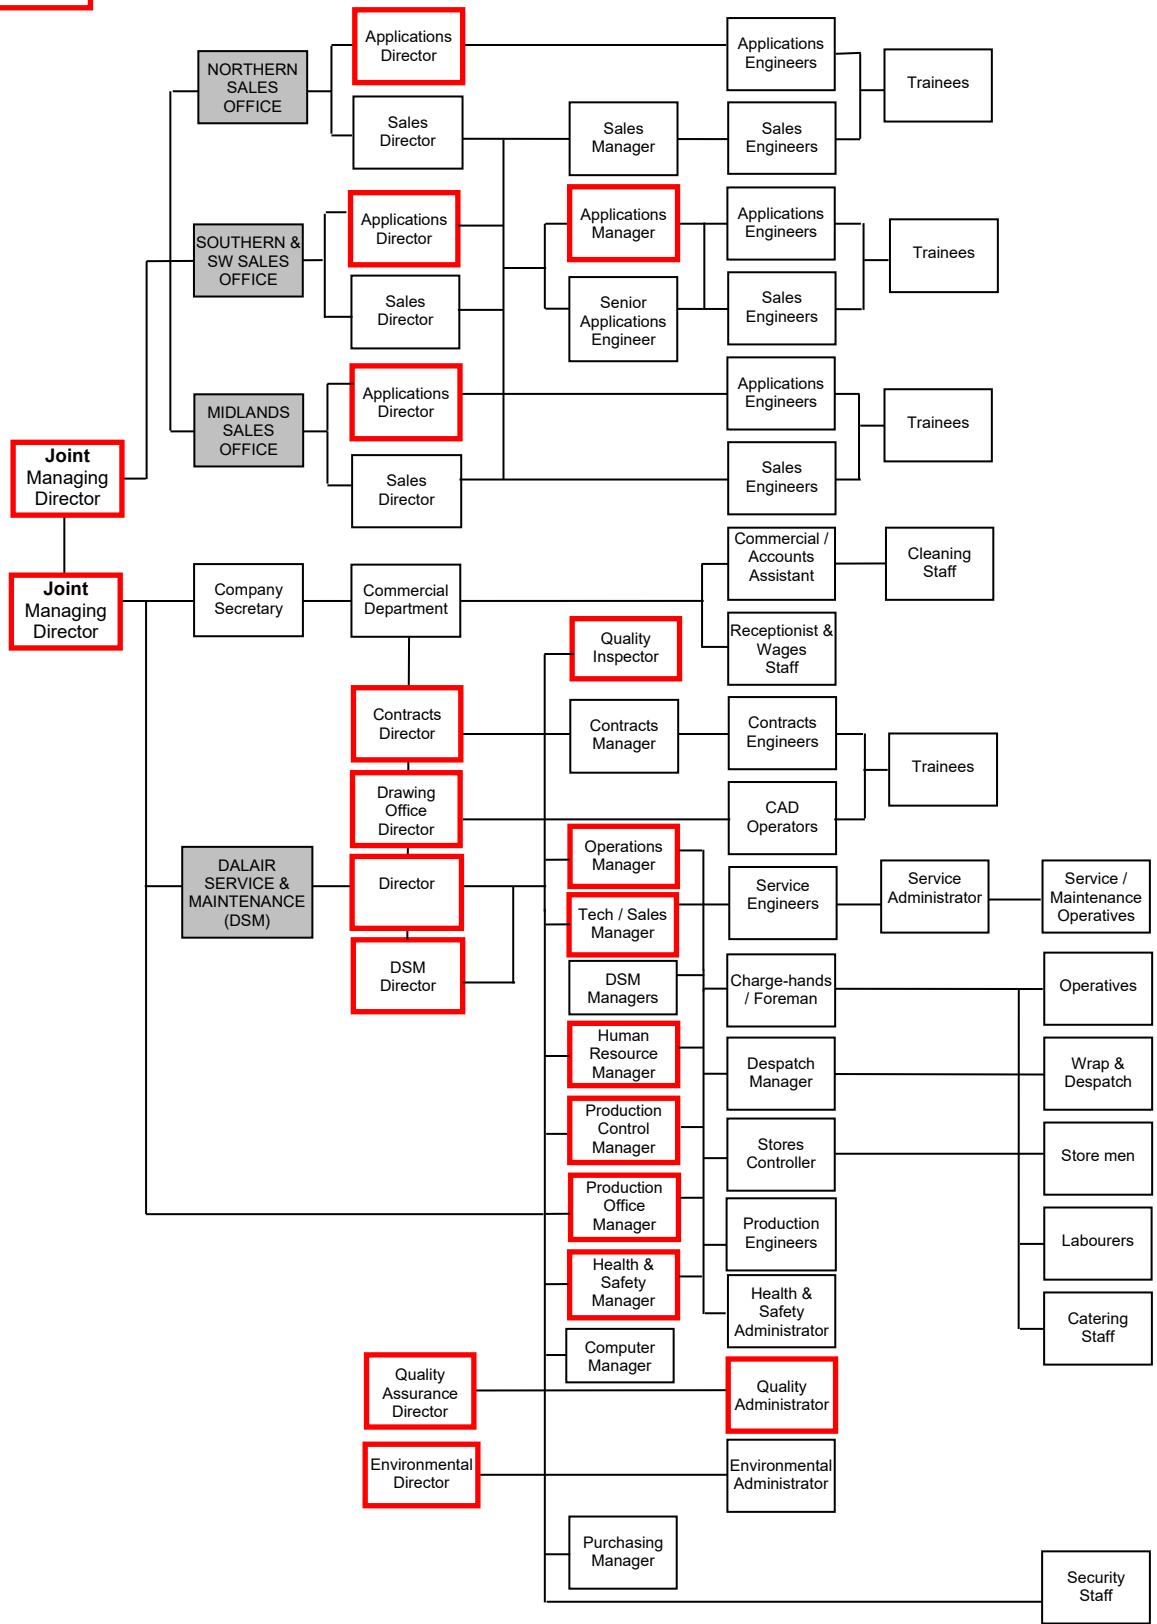 Applications
Director
Applications
Engineers
NORTHERN
SALES
OFFICE
Trainees
Sales
Director
Sales
Manager
Sales
Engineers
Applications
Director
Applications
Manager
Applications
Engineers
SOUTHERN &
SW SALES
OFFICE
Trainees
Sales
Director
Senior
Applications
Engineer
Sales
Engineers
Applications
Director
Applications
Engineers
MIDLANDS
SALES
OFFICE
Trainees
Joint
Managing
Director
Sales
Director
Sales
Engineers
Commercial /
Accounts
Assistant
Cleaning
Staff
Joint
Managing
Director
Company
Secretary
Commercial
Department
Quality
Inspector
Receptionist &
Wages
Staff
Contracts
Director
Contracts
Manager
Contracts
Engineers
Trainees
Drawing
Office
Director
CAD
Operators
Operations
Manager
DALAIR
SERVICE &
MAINTENANCE
(DSM)
Director
Service
Engineers
Service
Administrator
Service /
Maintenance
Operatives
Tech / Sales
Manager
DSM
Director
DSM
Managers
Charge-hands
/ Foreman
Operatives
Human
Resource
Manager
Despatch
Manager
Wrap &
Despatch
Production
Control
Manager
Stores
Controller
Store men
Production
Office
Manager
Production
Engineers
Labourers
Health &
Safety
Manager
Health &
Safety
Administrator
Catering
Staff
Computer
Manager
Quality
Assurance
Director
Quality
Administrator
Environmental
Director
Environmental
Administrator
Purchasing
Manager
Security
Staff